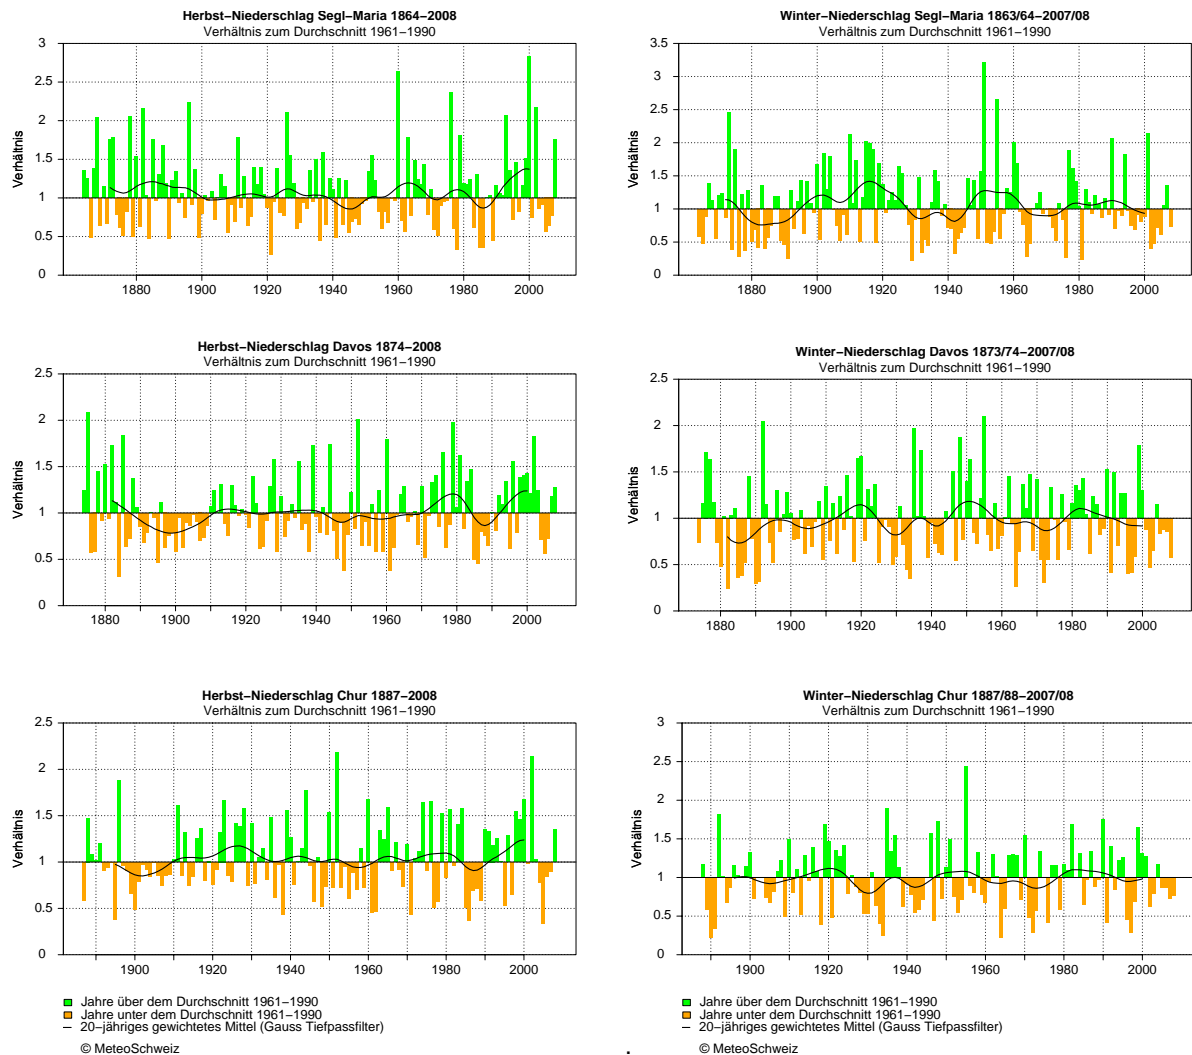 Herbst–Niederschlag Segl–Maria 1864–2008
Verhältnis zum Durchschnitt 1961–1990
Verhältnis
3
2.5
2
1.5
1
0.5
0
1880 1900 1920 1940 1960 1980 2000
Winter–Niederschlag Segl–Maria 1863/64–2007/08
Verhältnis zum Durchschnitt 1961–1990
Verhältnis
3.5
3
2.5
2
1.5
1
0.5
0
1880 1900 1920 1940 1960 1980 2000
Herbst–Niederschlag Davos 1874–2008
Verhältnis zum Durchschnitt 1961–1990
Verhältnis
2.5
2
1.5
1
0.5
0
1880 1900 1920 1940 1960 1980 2000
Winter–Niederschlag Davos 1873/74–2007/08
Verhältnis zum Durchschnitt 1961–1990
Verhältnis
2.5
2
1.5
1
0.5
0
1880 1900 1920 1940 1960 1980 2000
Herbst–Niederschlag Chur 1887–2008
Verhältnis zum Durchschnitt 1961–1990
Verhältnis
2.5
2
1.5
1
0.5
0
1900 1920 1940 1960 1980 2000
Jahre über dem Durchschnitt 1961–1990
Jahre unter dem Durchschnitt 1961–1990
20–jähriges gewichtetes Mittel (Gauss Tiefpassfilter)
© MeteoSchweiz
Winter–Niederschlag Chur 1887/88–2007/08
Verhältnis zum Durchschnitt 1961–1990
Verhältnis
3
2.5
2
1.5
1
0.5
0
1900 1920 1940 1960 1980 2000
Jahre über dem Durchschnitt 1961–1990
Jahre unter dem Durchschnitt 1961–1990
20–jähriges gewichtetes Mittel (Gauss Tiefpassfilter)
© MeteoSchweiz
.